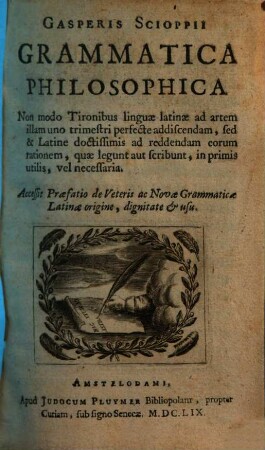 GASPERIS SCIOPPII
GRAMMATICA
PHILOSOPHICA
Non modo Tironibus linguæ latinæ ad artem
illam uno trimestri perfecte addiscendam, sed
& Latine doctissimis ad reddendam eorum
rationem, quæ legunt aut scribunt, in primis
utilis, vel necessaria.
Accessit Præfatio de Veteris ac Novæ Grammaticæ
Latinæ origine, dignitate & usu.
AMSTELODAMI,
Apud JUDOCUM PLUYMER Bibliopolam, propter
Curiam, sub signo Senecæ. M.DC.LIX.